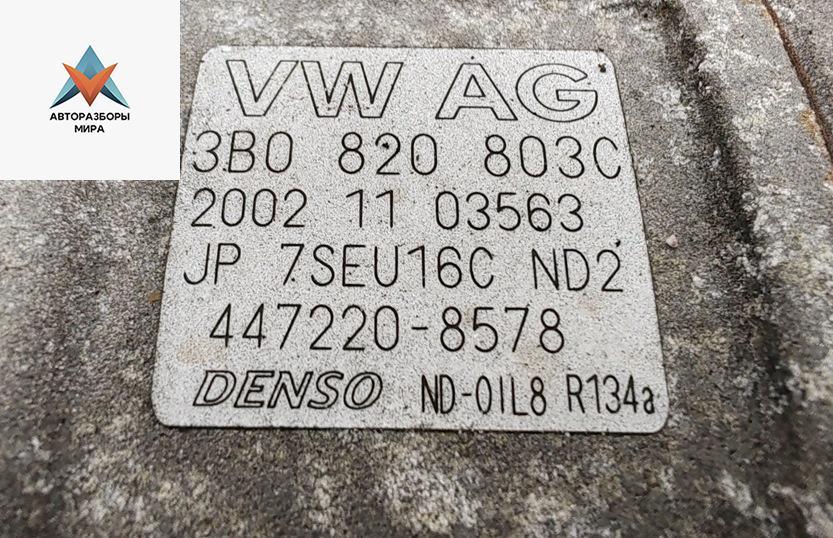 АВТОРАЗБОРЫ
МИРА
VW AG
3B0 820 803C
2002 11 03563
JP 7SEU16C ND2
447220-8578
DENSO ND-OIL8 R134a